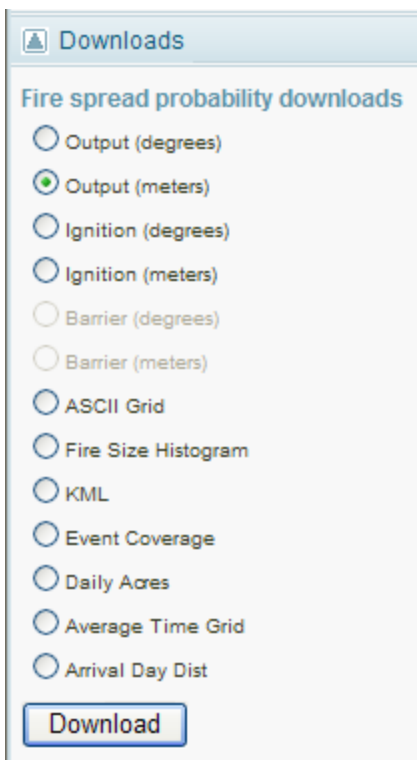 Downloads
Fire spread probability downloads
Output (degrees)
Output (meters)
Ignition (degrees)
Ignition (meters)
Barrier (degrees)
Barrier (meters)
ASCII Grid
Fire Size Histogram
KML
Event Coverage
Daily Acres
Average Time Grid
Arrival Day Dist
Download